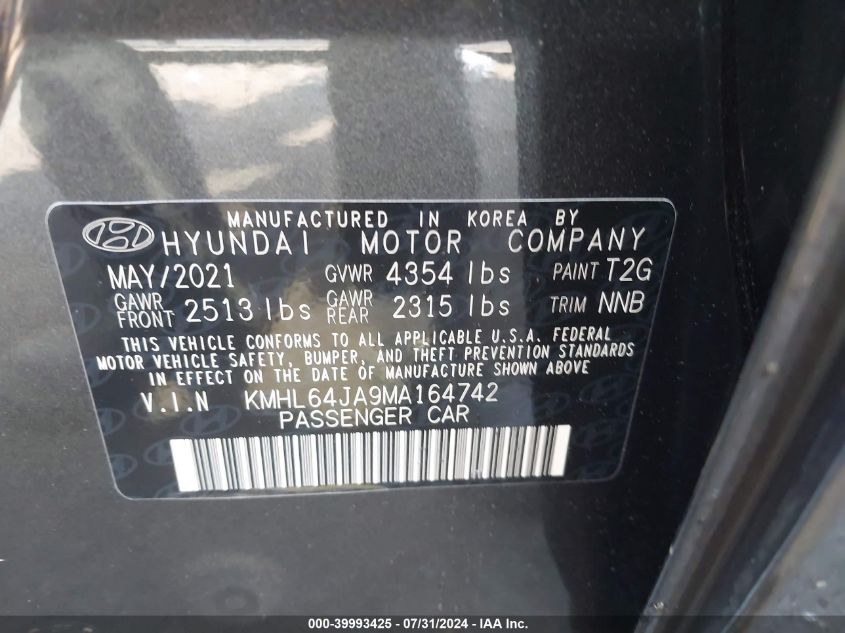 MANUFACTURED IN KOREA BY
HYUNDAI MOTOR COMPANY
MAY/2021 GVWR 4354 lbs PAINT T2G
GAWR FRONT 2513 lbs GAWR REAR 2315 lbs TRIM NNB
THIS VEHICLE CONFORMS TO ALL APPLICABLE U.S.A. FEDERAL
MOTOR VEHICLE SAFETY, BUMPER, AND THEFT PREVENTION STANDARDS
IN EFFECT ON THE DATE OF MANUFACTURE SHOWN ABOVE
V.I.N KMHL64JA9MA164742
PASSENGER CAR
000-39993425 - 07/31/2024 - IAA Inc.